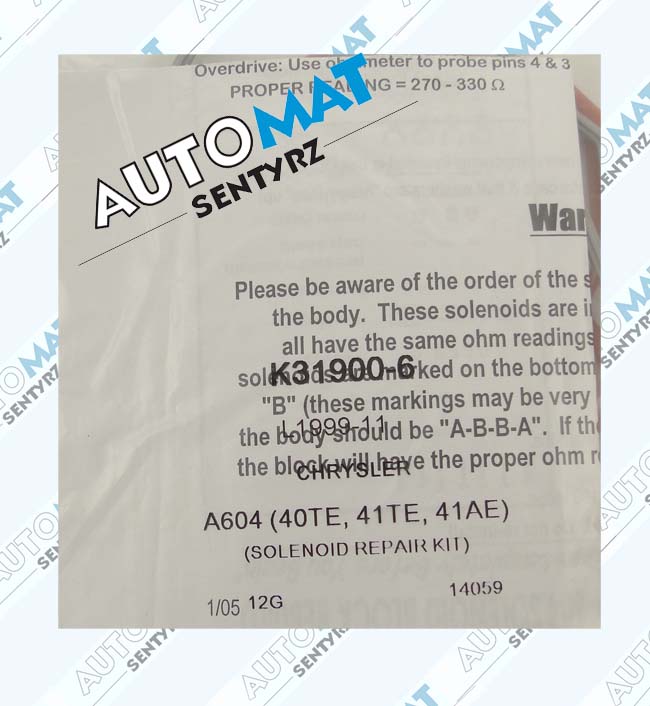 Overdrive: Use ohmmeter to probe pins 4 & 3
PROPER READING = 270 - 330 Ω
AUTOMAT
SENTYRZ
War
Please be aware of the order of the s
the body. These solenoids are i
all have the same ohm readings
solenoids are marked on the bottom
K31900-6
"B" (these markings may be very
L1999-11
the body should be "A-B-B-A". If the
the block will have the proper ohm r
CHRYSLER
A604 (40TE, 41TE, 41AE)
(SOLENOID REPAIR KIT)
1/05 12G
14059